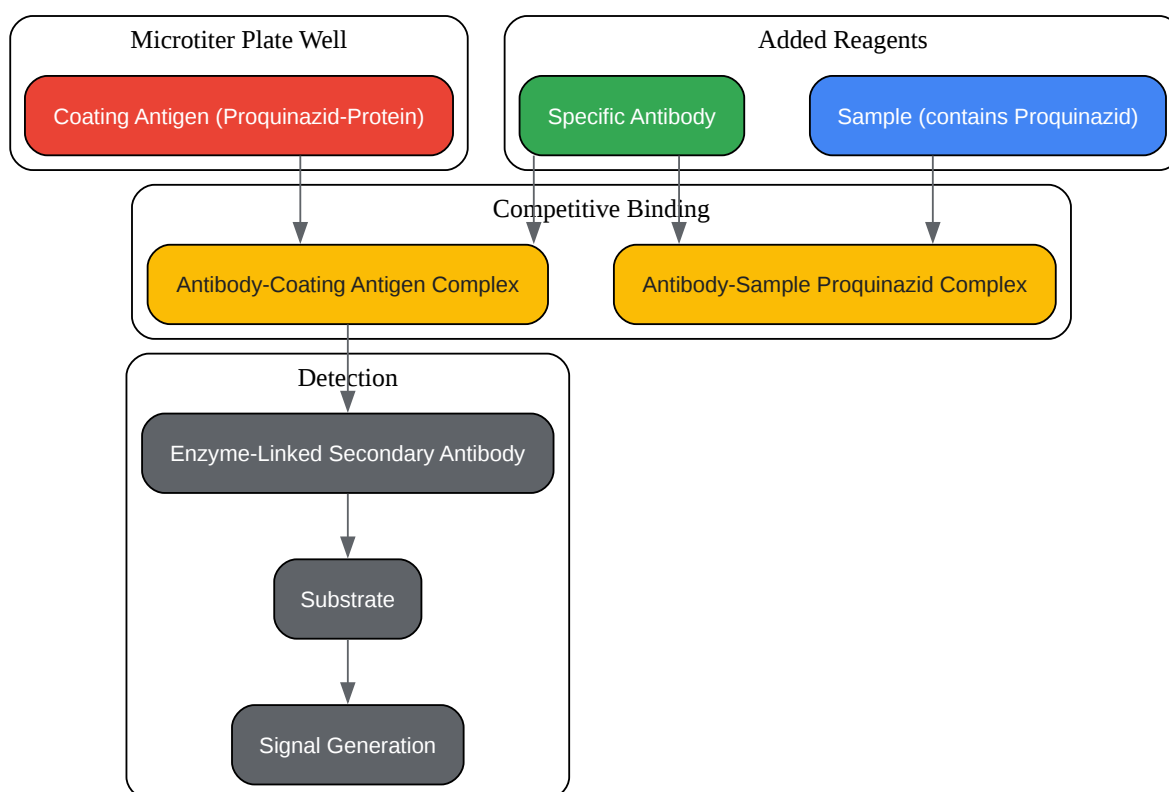 Microtiter Plate Well
Added Reagents
Coating Antigen (Proquinazid-Protein)
Specific Antibody
Sample (contains Proquinazid)
Competitive Binding
Antibody-Coating Antigen Complex
Antibody-Sample Proquinazid Complex
Detection
Enzyme-Linked Secondary Antibody
Substrate
Signal Generation